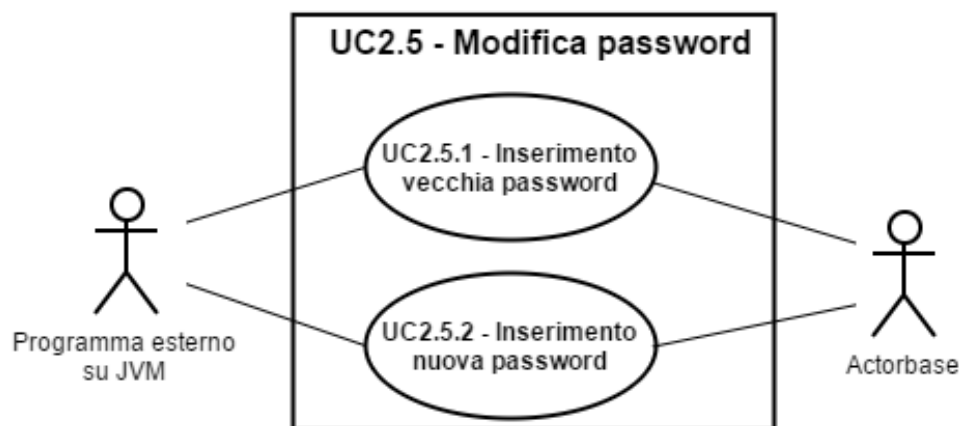 UC2.5 - Modifica password
UC2.5.1 - Inserimento
vecchia password
UC2.5.2 - Inserimento
nuova password
Programma esterno
su JVM
Actorbase